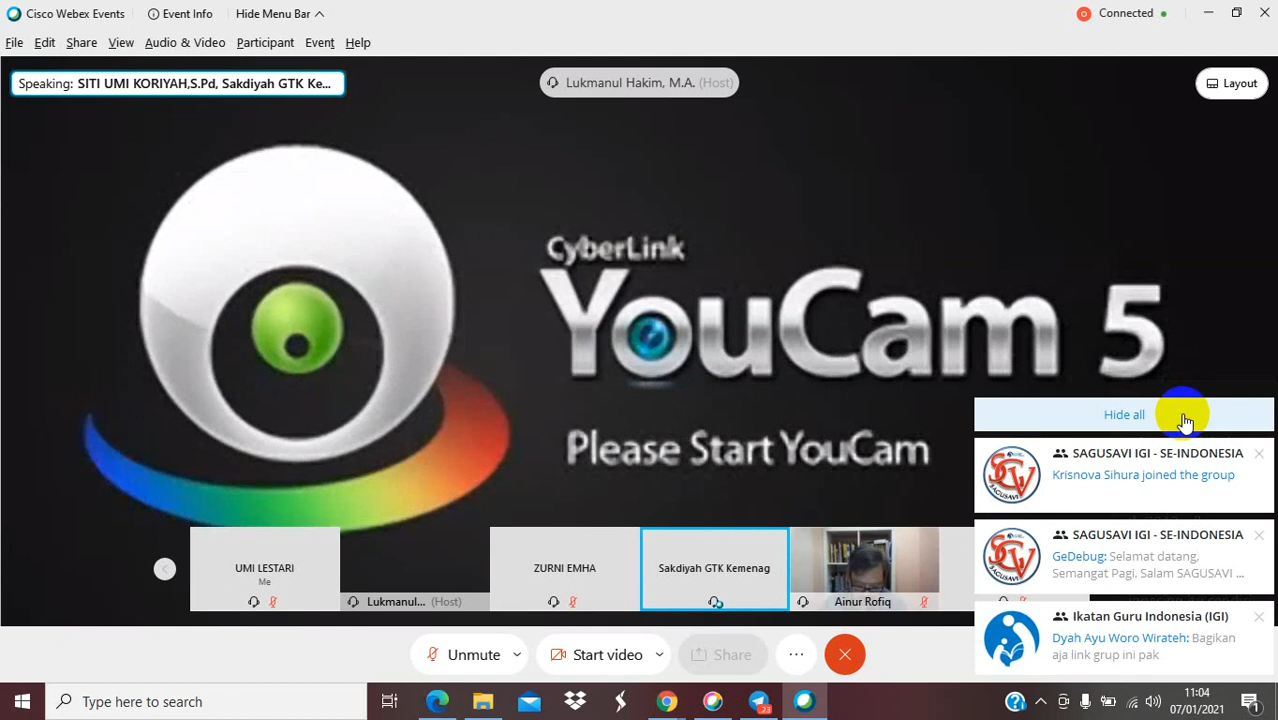 Cisco Webex Events
Event Info
Hide Menu Bar
Connected
File Edit Share View Audio & Video Participant Event Help
Speaking: SITI UMI KORIYAH,S.Pd, Sakdiyah GTK Ke...
Lukmanul Hakim, M.A. (Host)
Layout
CyberLink
YouCam 5
Please Start YouCam
Hide all
SAGUSAVI IGI - SE-INDONESIA
Krisnova Sihura joined the group
SAGUSAVI IGI - SE-INDONESIA
GeDebug: Selamat datang,
Semangat Pagi, Salam SAGUSAVI ...
Ikatan Guru Indonesia (IGI)
Dyah Ayu Woro Wirateh: Bagikan
aja link grup ini pak
UMI LESTARI
Me
Lukmanul... (Host)
ZURNI EMHA
Sakdiyah GTK Kemenag
Ainur Rofiq
Unmute
Start video
Share
Type here to search
23
11:04
07/01/2021
1